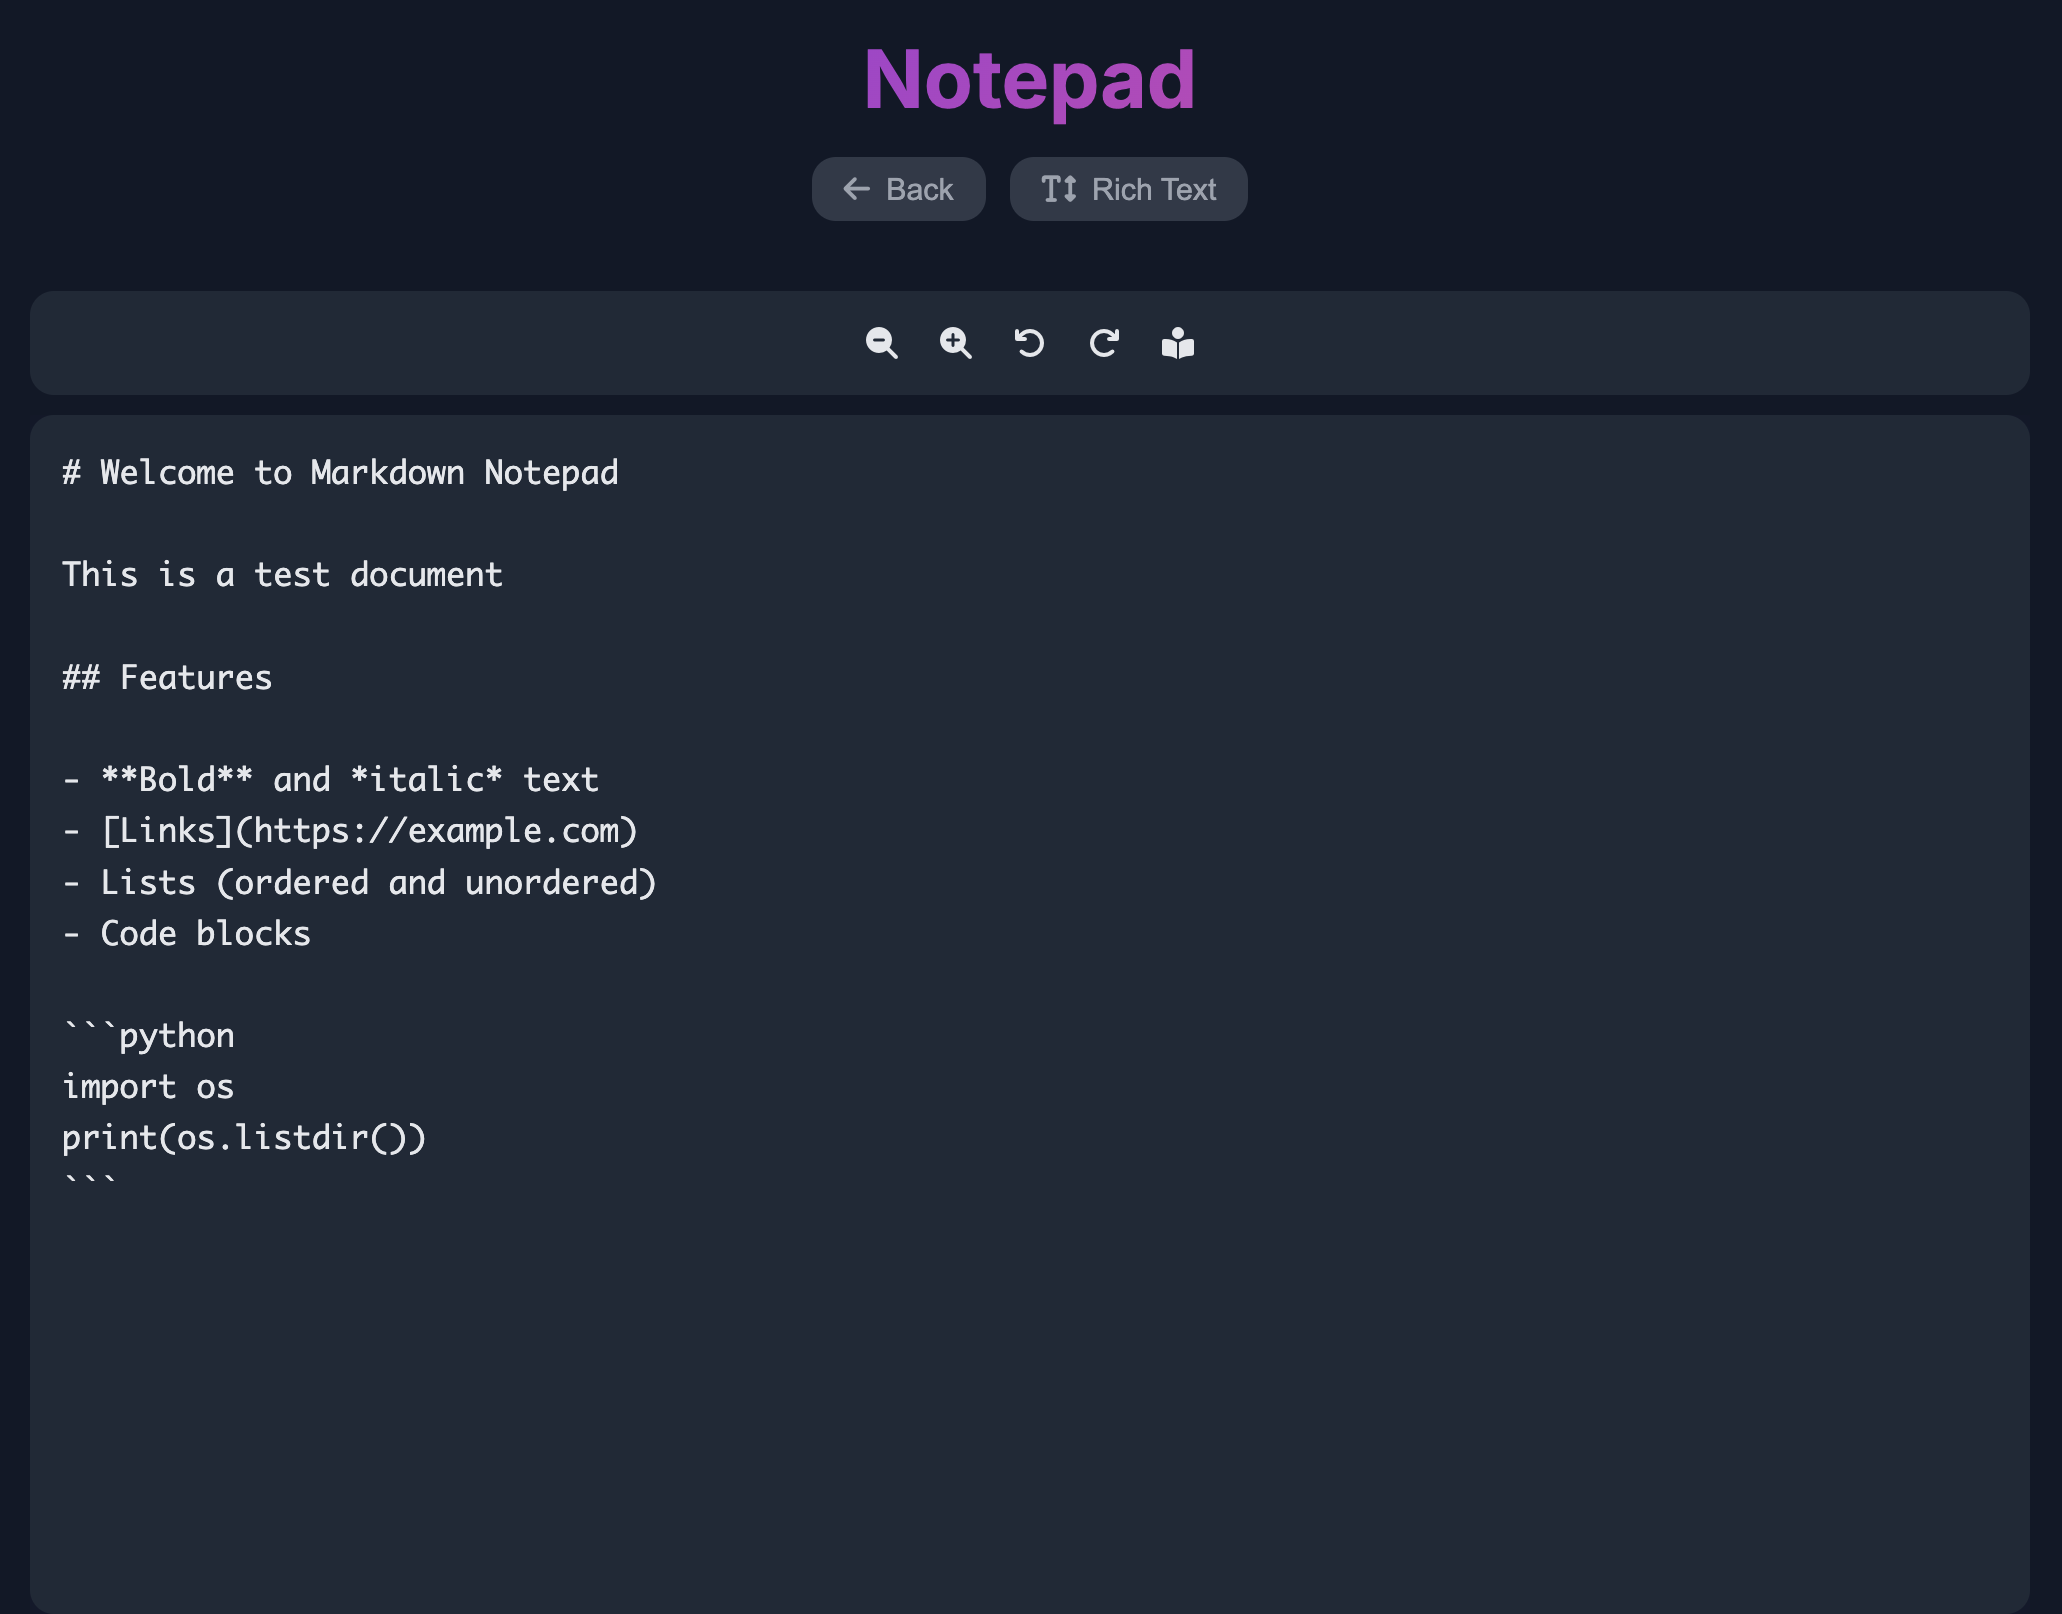 Notepad
Back
Rich Text
# Welcome to Markdown Notepad
This is a test document
## Features
- **Bold** and *italic* text
- [Links](https://example.com)
- Lists (ordered and unordered)
- Code blocks
```python
import os
print(os.listdir())
```